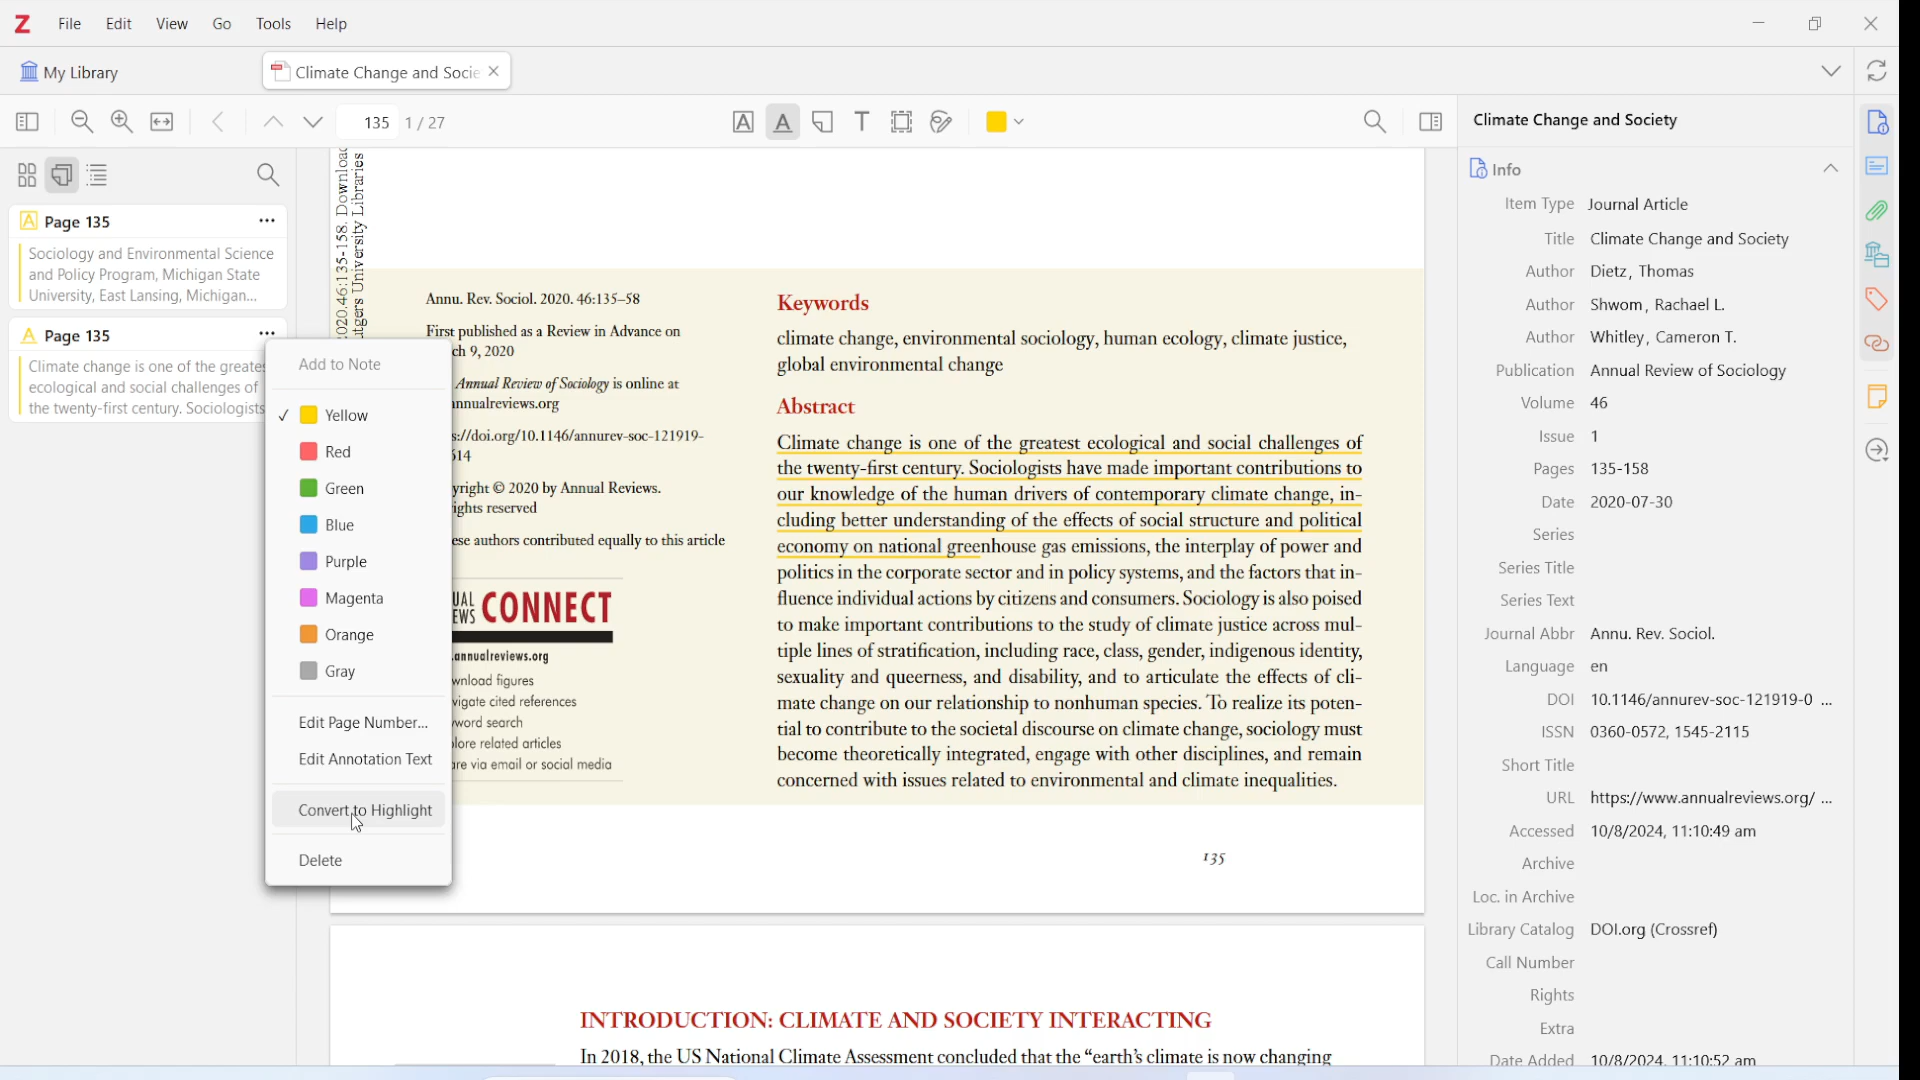 Z File Edit View Go Tools Help
My Library
Climate Change and Socie
135 1 / 27
Climate Change and Society
Page 135
Sociology and Environmental Science
and Policy Program, Michigan State
University, East Lansing, Michigan...
Page 135
Climate change is one of the greates
ecological and social challenges of
the twenty-first century. Sociologists
Add to Note
Yellow
Red
Green
Blue
Purple
Magenta
Orange
Gray
Edit Page Number...
Edit Annotation Text
Convert to Highlight
Delete
2020.46:135-158. Downloa
Annu. Rev. Sociol. 2020. 46:135–58
First published as a Review in Advance on
ch 9, 2020
Annual Review of Sociology is online at
annualreviews.org
s://doi.org/10.1146/annurev-soc-121919-
614
yright © 2020 by Annual Reviews.
ights reserved
ese authors contributed equally to this article
CONNECT
.annualreviews.org
wnload figures
vigate cited references
word search
plore related articles
are via email or social media
Keywords
climate change, environmental sociology, human ecology, climate justice,
global environmental change
Abstract
Climate change is one of the greatest ecological and social challenges of
the twenty-first century. Sociologists have made important contributions to
our knowledge of the human drivers of contemporary climate change, in-
cluding better understanding of the effects of social structure and political
economy on national greenhouse gas emissions, the interplay of power and
politics in the corporate sector and in policy systems, and the factors that in-
fluence individual actions by citizens and consumers. Sociology is also poised
to make important contributions to the study of climate justice across mul-
tiple lines of stratification, including race, class, gender, indigenous identity,
sexuality and queerness, and disability, and to articulate the effects of cli-
mate change on our relationship to nonhuman species. To realize its poten-
tial to contribute to the societal discourse on climate change, sociology must
become theoretically integrated, engage with other disciplines, and remain
concerned with issues related to environmental and climate inequalities.
135
INTRODUCTION: CLIMATE AND SOCIETY INTERACTING
In 2018, the US National Climate Assessment concluded that the “earth’s climate is now changing
Info
Item Type Journal Article
Title Climate Change and Society
Author Dietz, Thomas
Author Shwom, Rachael L.
Author Whitley, Cameron T.
Publication Annual Review of Sociology
Volume 46
Issue 1
Pages 135-158
Date 2020-07-30
Series
Series Title
Series Text
Journal Abbr Annu. Rev. Sociol.
Language en
DOI 10.1146/annurev-soc-121919-0 ...
ISSN 0360-0572, 1545-2115
Short Title
URL https://www.annualreviews.org/ ...
Accessed 10/8/2024, 11:10:49 am
Archive
Loc. in Archive
Library Catalog DOI.org (Crossref)
Call Number
Rights
Extra
Date Added 10/8/2024, 11:10:52 am